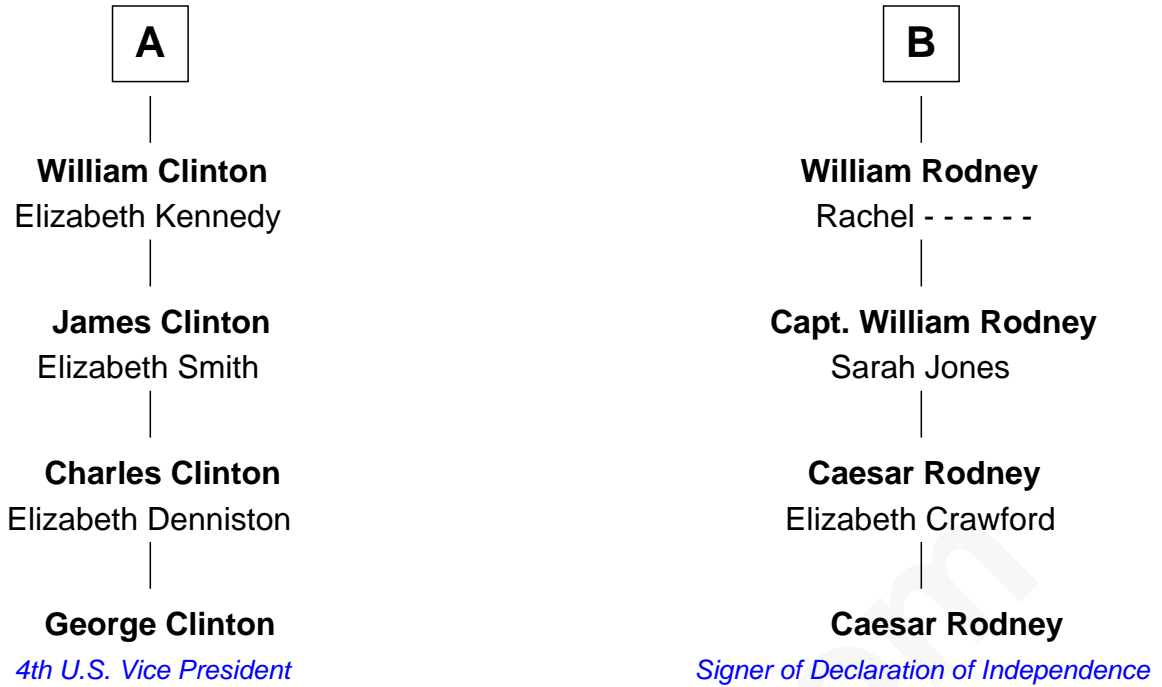 A
B
William Clinton
William Rodney
Elizabeth Kennedy
Rachel - - - - - -
James Clinton
Capt. William Rodney
Elizabeth Smith
Sarah Jones
Charles Clinton
Caesar Rodney
Elizabeth Denniston
Elizabeth Crawford
George Clinton
Caesar Rodney
4th U.S. Vice President
Signer of Declaration of Independence